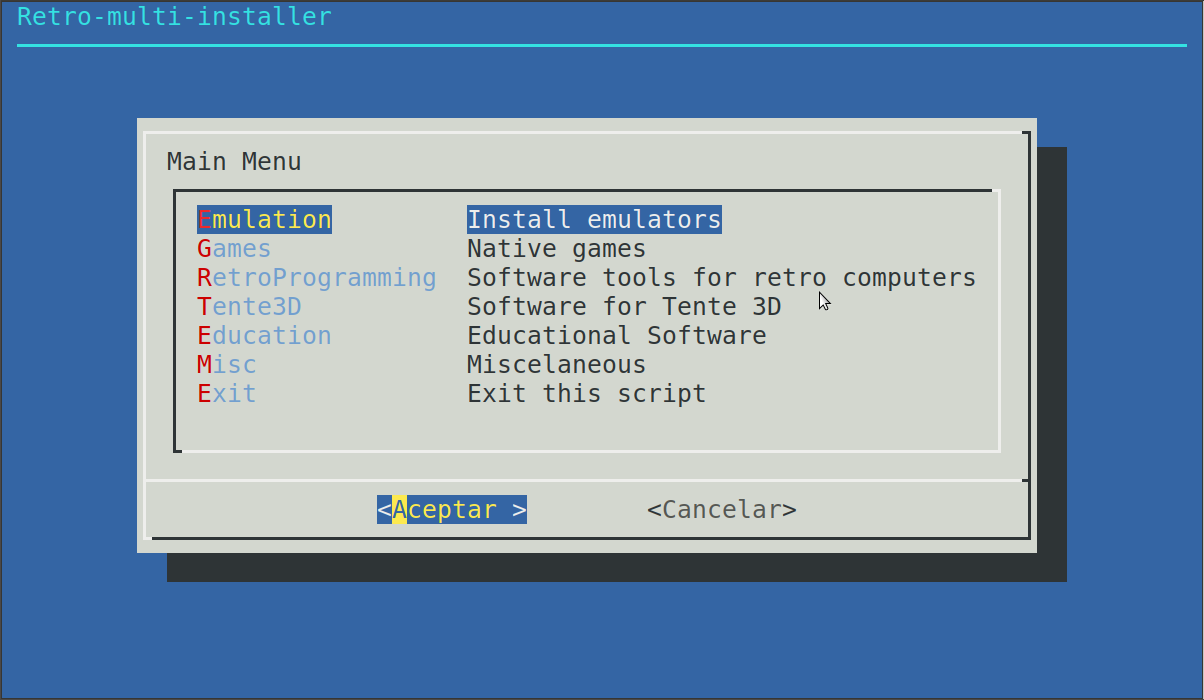 Retro-multi-installer
Main Menu
Emulation Install emulators
Games Native games
RetroProgramming Software tools for retro computers
Tente3D Software for Tente 3D
Education Educational Software
Misc Miscelaneous
Exit Exit this script
<Aceptar > <Cancelar>